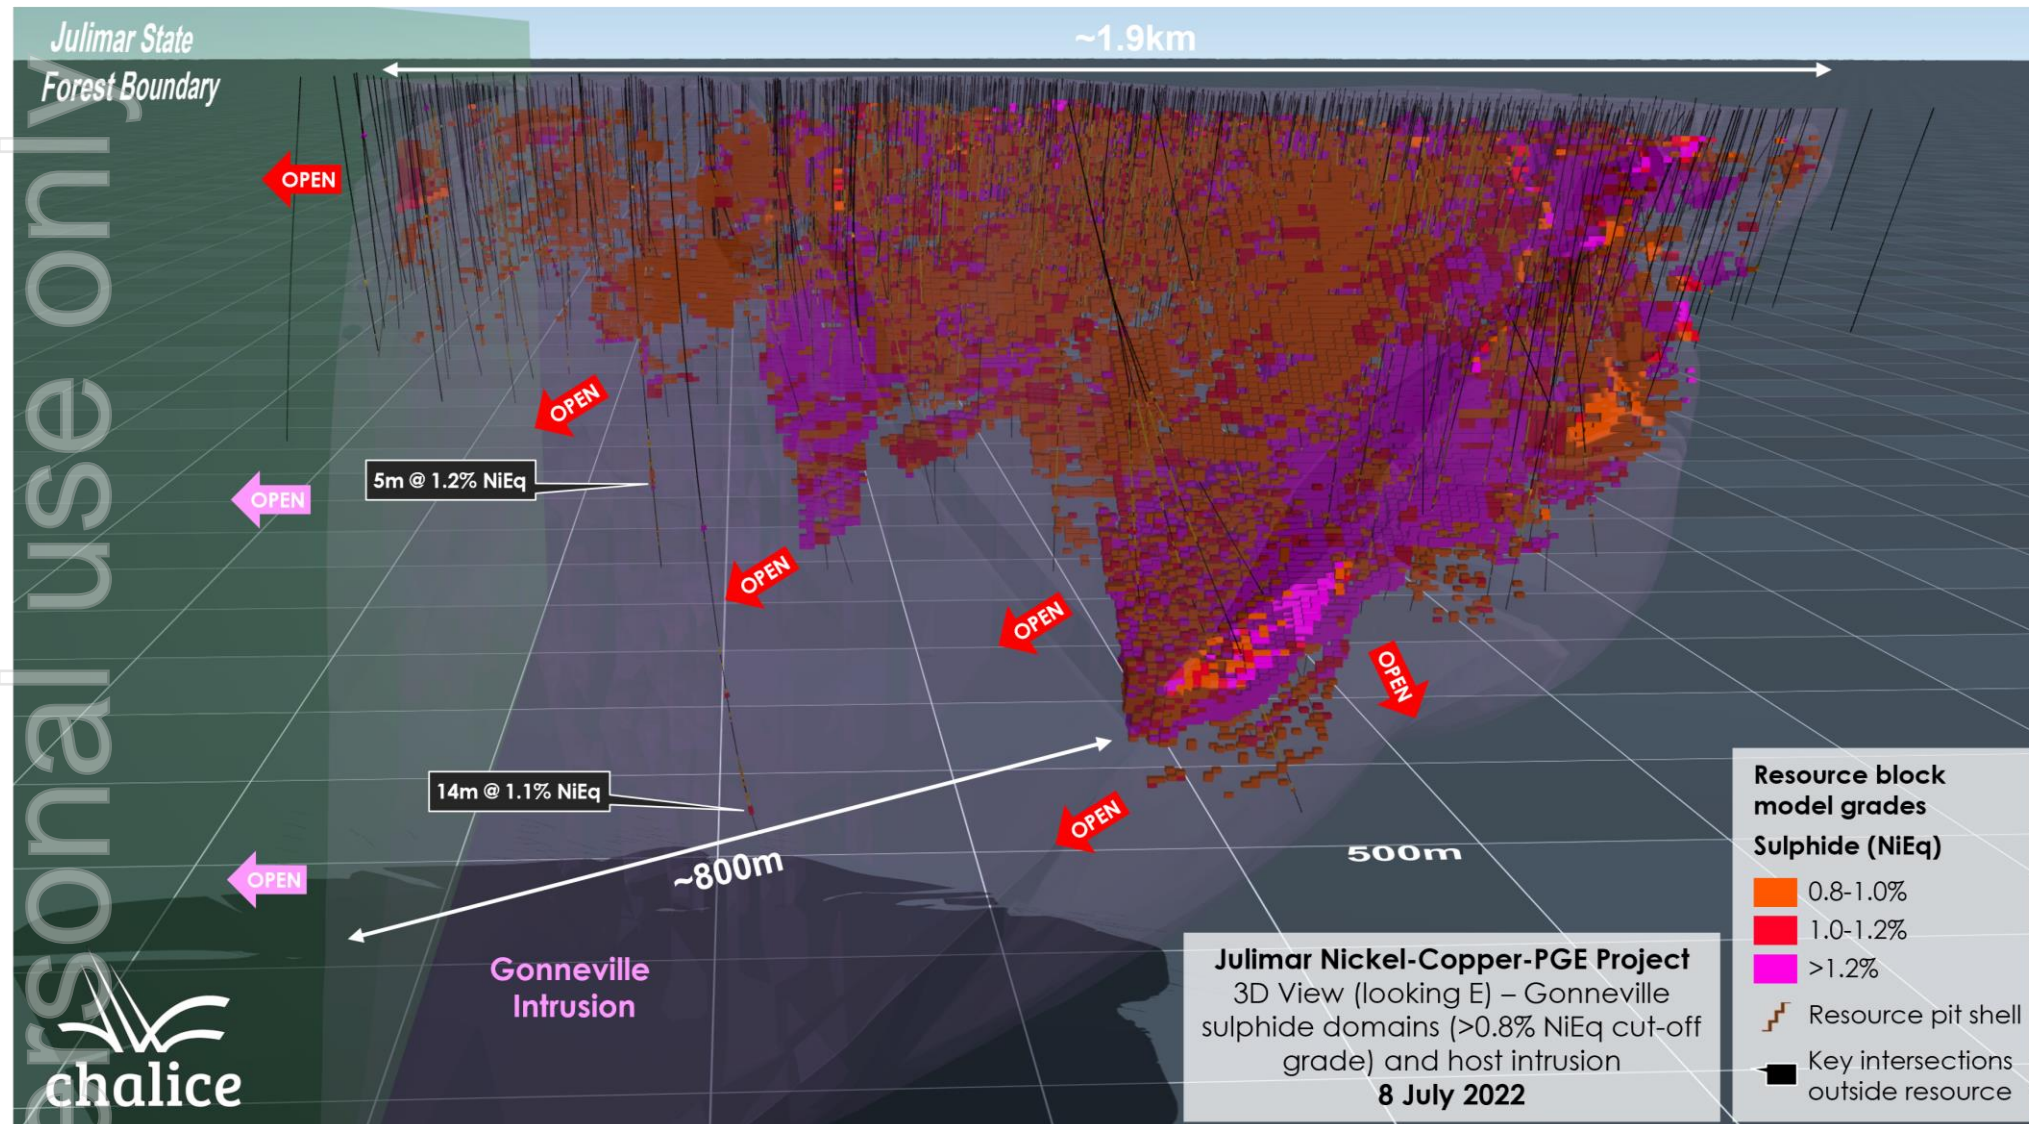 Julimar State
Forest Boundary
~1.9km
OPEN
OPEN
5m @ 1.2% NiEq
OPEN
OPEN
OPEN
OPEN
14m @ 1.1% NiEq
OPEN
~800m
500m
OPEN
Gonneville
Intrusion
ersonal use only
chalice
Julimar Nickel-Copper-PGE Project
3D View (looking E) – Gonneville
sulphide domains (>0.8% NiEq cut-off
grade) and host intrusion
8 July 2022
Resource block
model grades
Sulphide (NiEq)
0.8-1.0%
1.0-1.2%
>1.2%
Resource pit shell
Key intersections
outside resource